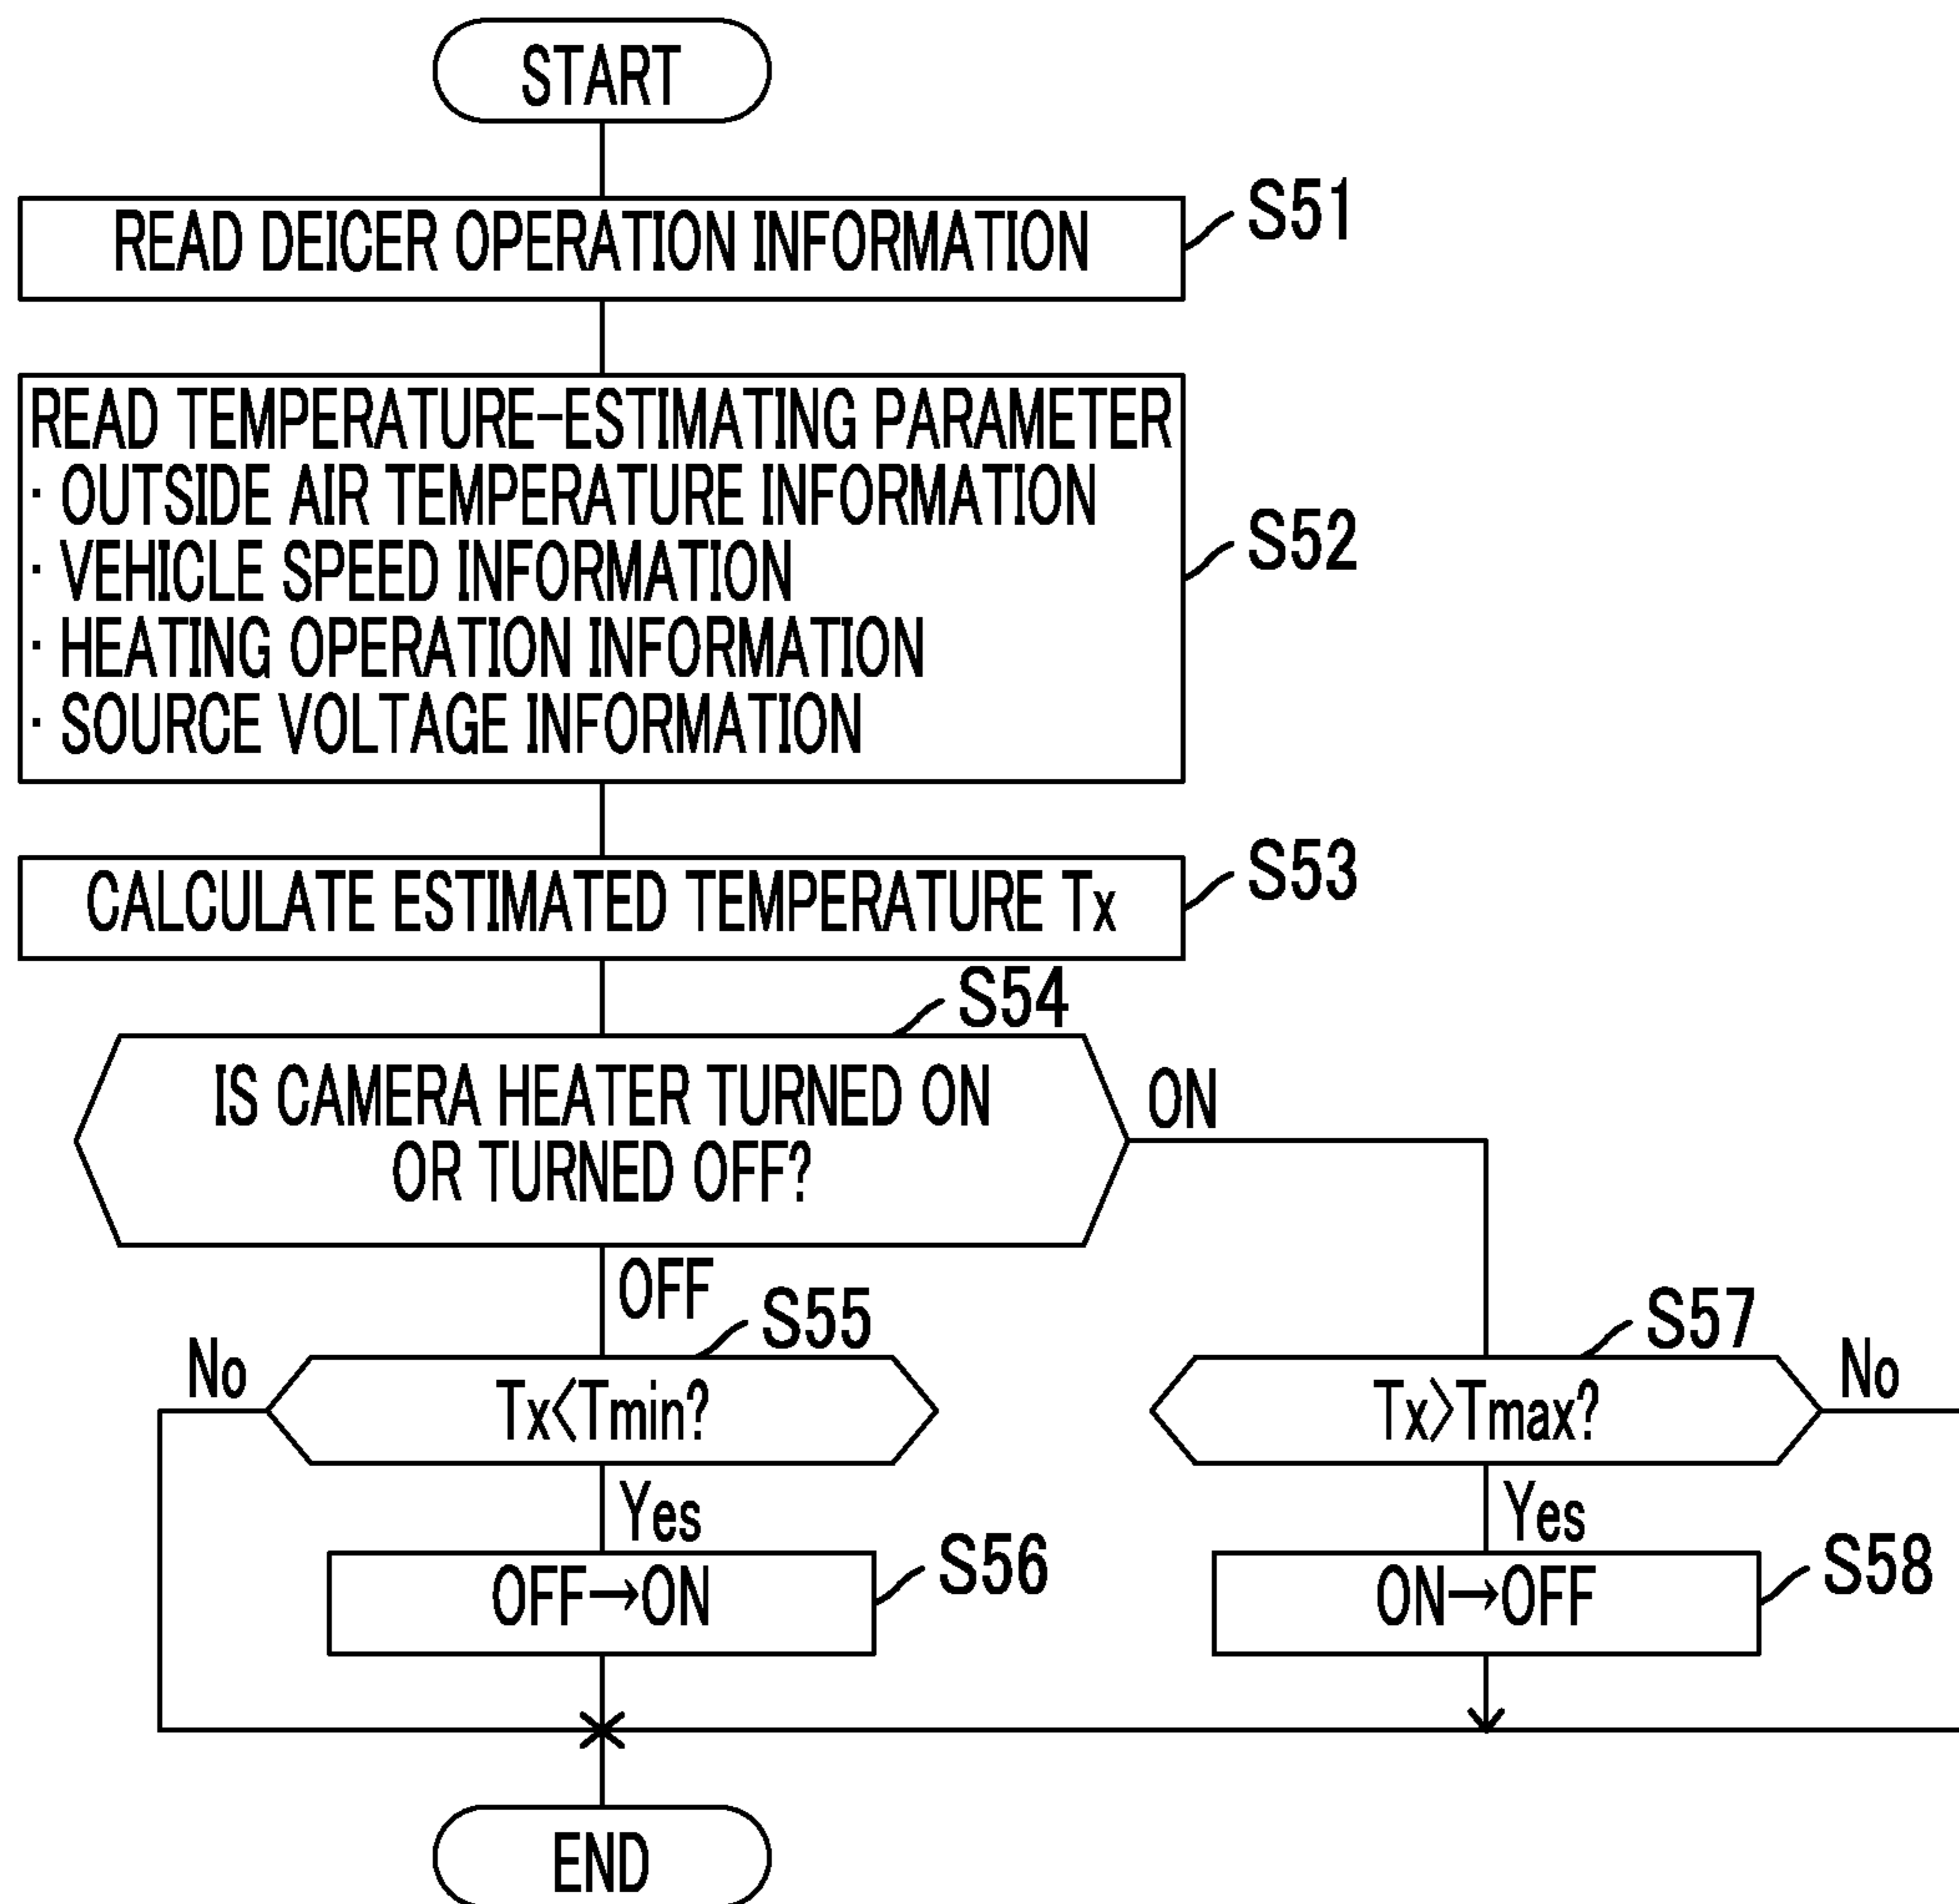 START
READ DEICER OPERATION INFORMATION
S51
READ TEMPERATURE-ESTIMATING PARAMETER
· OUTSIDE AIR TEMPERATURE INFORMATION
· VEHICLE SPEED INFORMATION
· HEATING OPERATION INFORMATION
· SOURCE VOLTAGE INFORMATION
S52
CALCULATE ESTIMATED TEMPERATURE Tx
S53
S54
IS CAMERA HEATER TURNED ON
OR TURNED OFF?
ON
OFF
S55
No
Tx<Tmin?
Yes
OFF→ON
S56
S57
Tx>Tmax?
No
Yes
ON→OFF
S58
END